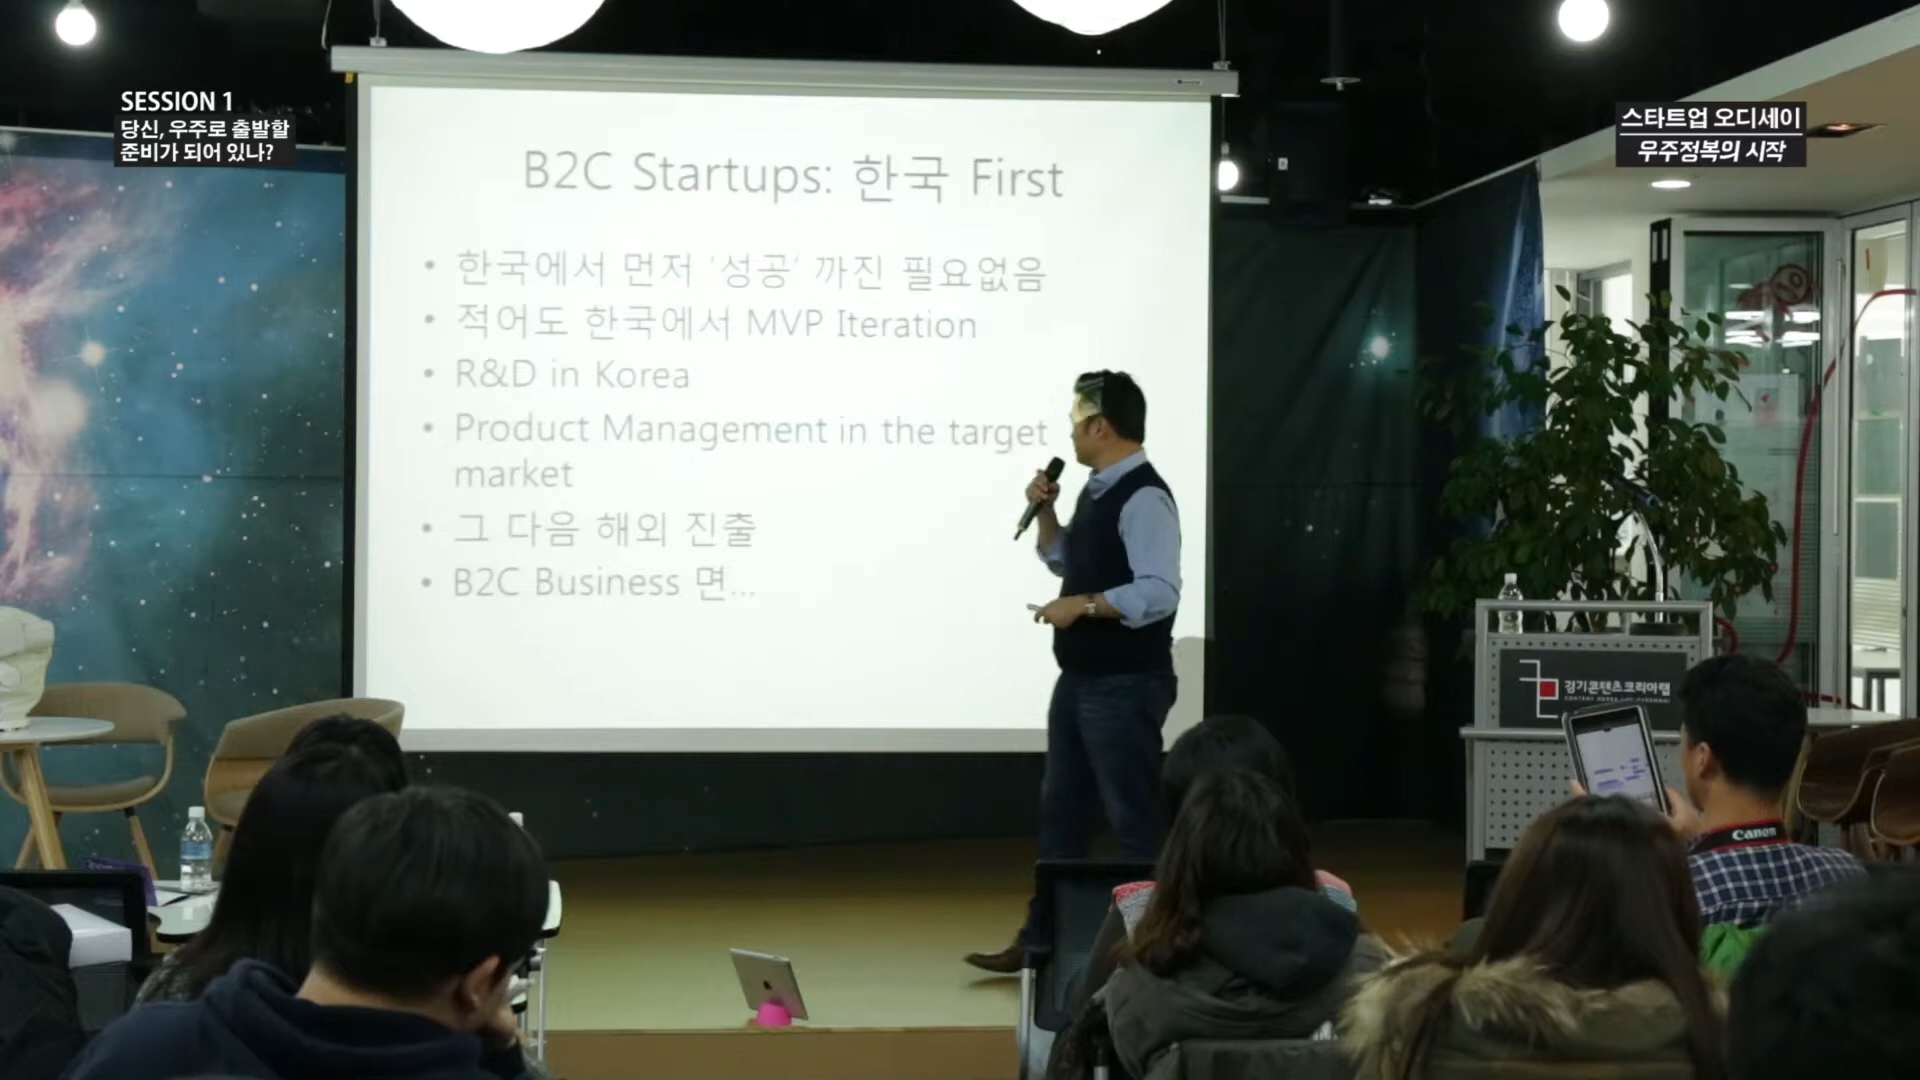 SESSION 1
당신, 우주로 출발할
준비가 되어 있나?
스타트업 오디세이
우주정복의 시작
B2C Startups: 한국 First
• 한국에서 먼저 '성공' 까진 필요없음
• 적어도 한국에서 MVP Iteration
• R&D in Korea
• Product Management in the target
market
• 그 다음 해외 진출
• B2C Business 면...
경기콘텐츠코리아랩
Canon